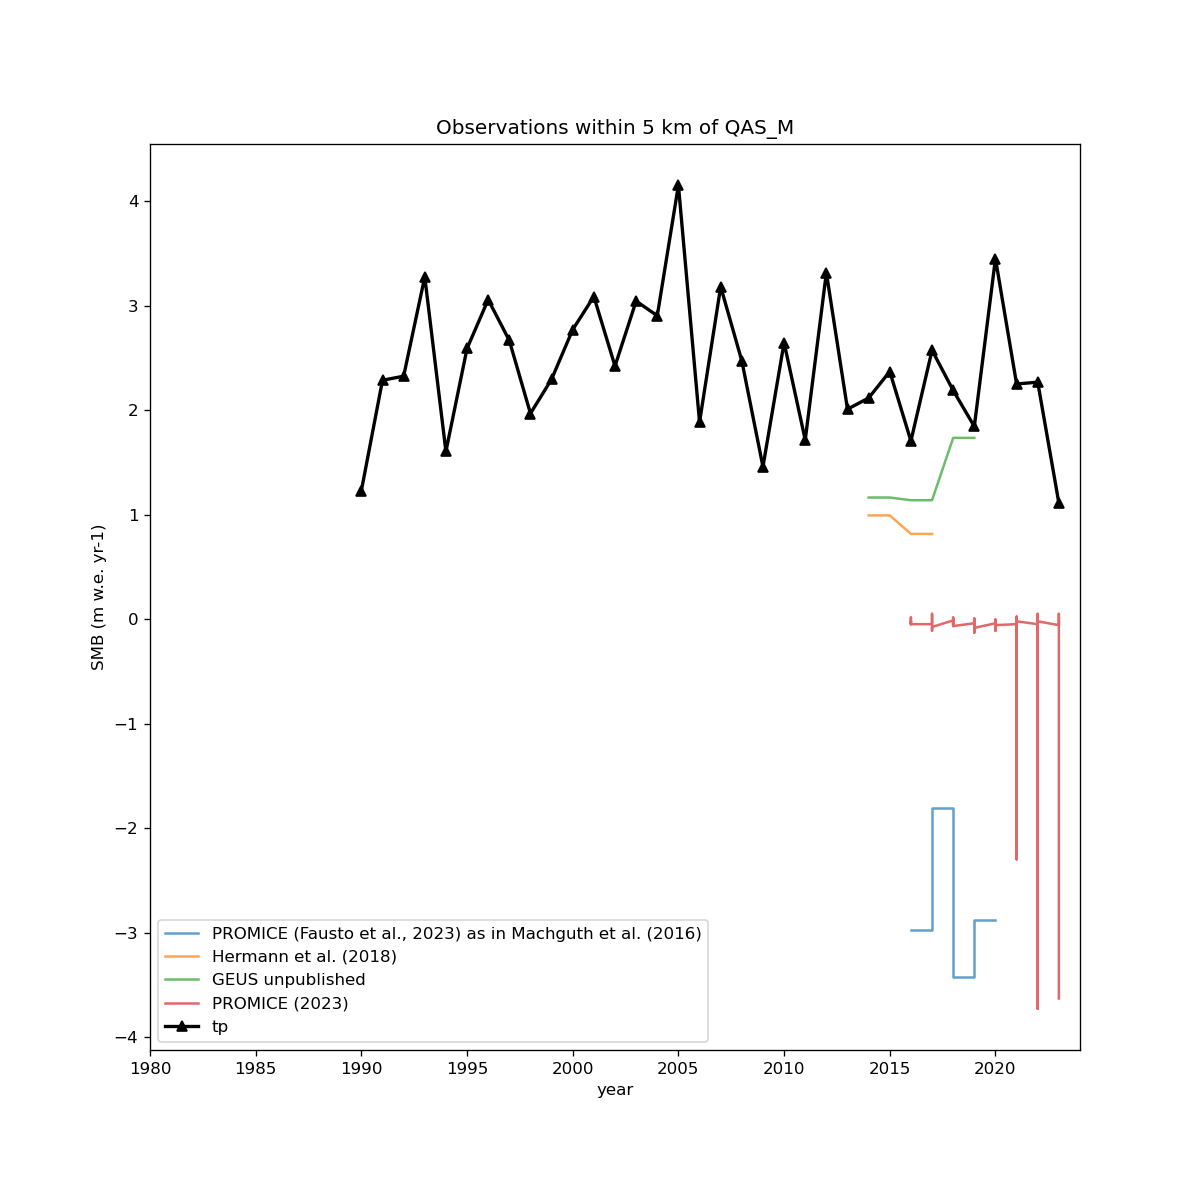 Observations within 5 km of QAS_M
4
3
2
1
0
−1
−2
−3
−4
SMB (m w.e. yr-1)
PROMICE (Fausto et al., 2023) as in Machguth et al. (2016)
Hermann et al. (2018)
GEUS unpublished
PROMICE (2023)
tp
1980 1985 1990 1995 2000 2005 2010 2015 2020
year